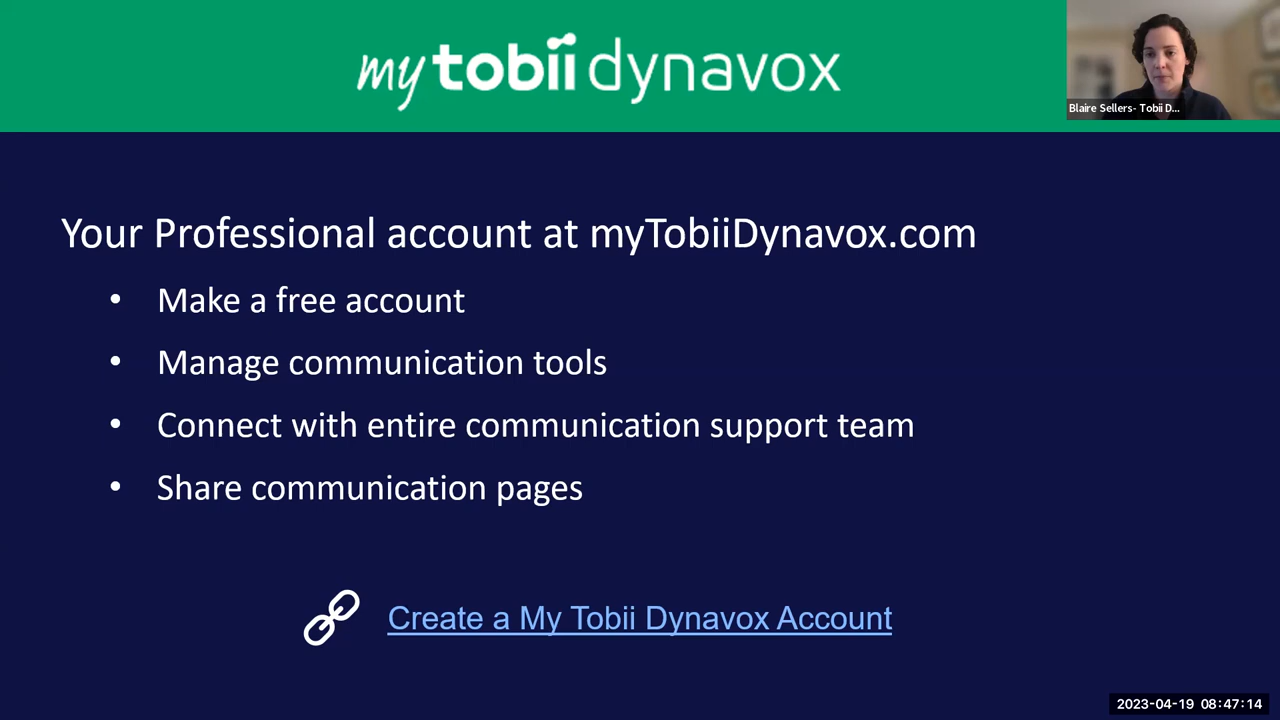 my tobii dynavox
Blaire Sellers- Tobii D...
Your Professional account at myTobiiDynavox.com
• Make a free account
• Manage communication tools
• Connect with entire communication support team
• Share communication pages
Create a My Tobii Dynavox Account
2023-04-19 08:47:14